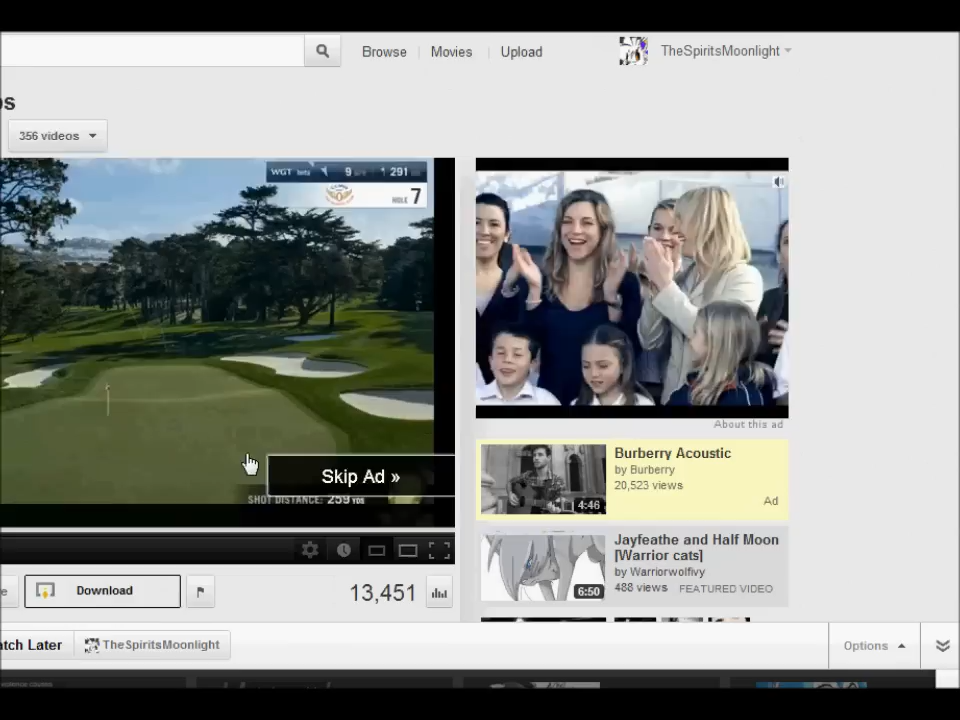 Browse
Movies
Upload
TheSpiritsMoonlight
os
356 videos
WGT beta
9
291
HOLE 7
Skip Ad »
SHOT DISTANCE: 259 YDS
About this ad
Burberry Acoustic
by Burberry
20,523 views
Ad
4:46
Jayfeathe and Half Moon
[Warrior cats]
by Warriorwolfivy
488 views FEATURED VIDEO
6:50
e
Download
13,451
atch Later
TheSpiritsMoonlight
Options